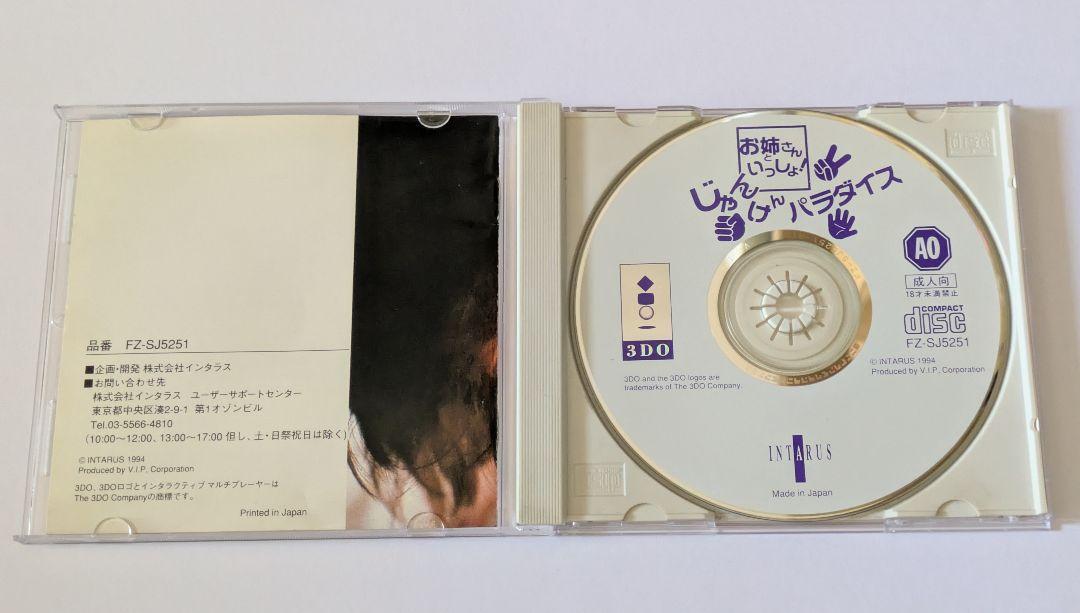 品番 FZ-SJ5251
■企画・開発 株式会社インタラス
■お問い合わせ先
株式会社インタラス ユーザーサポートセンター
東京都中央区湊2-9-1 第1オゾンビル
Tel.03-5566-4810
(10:00〜12:00、13:00〜17:00 但し、土・日祭祝日は除く)
© INTARUS 1994
Produced by V.I.P. Corporation
3DO、3DOロゴとインタラクティブ マルチプレーヤーは
The 3DO Companyの商標です。
Printed in Japan
お姉さん
と
いっしょ!
じゃんけんパラダイス
AO
成人向
18才未満禁止
COMPACT
disc
FZ-SJ5251
3DO
3DO and the 3DO logos are
trademarks of The 3DO Company.
© INTARUS 1994
Produced by V.I.P. Corporation
INTARUS
Made in Japan
disc